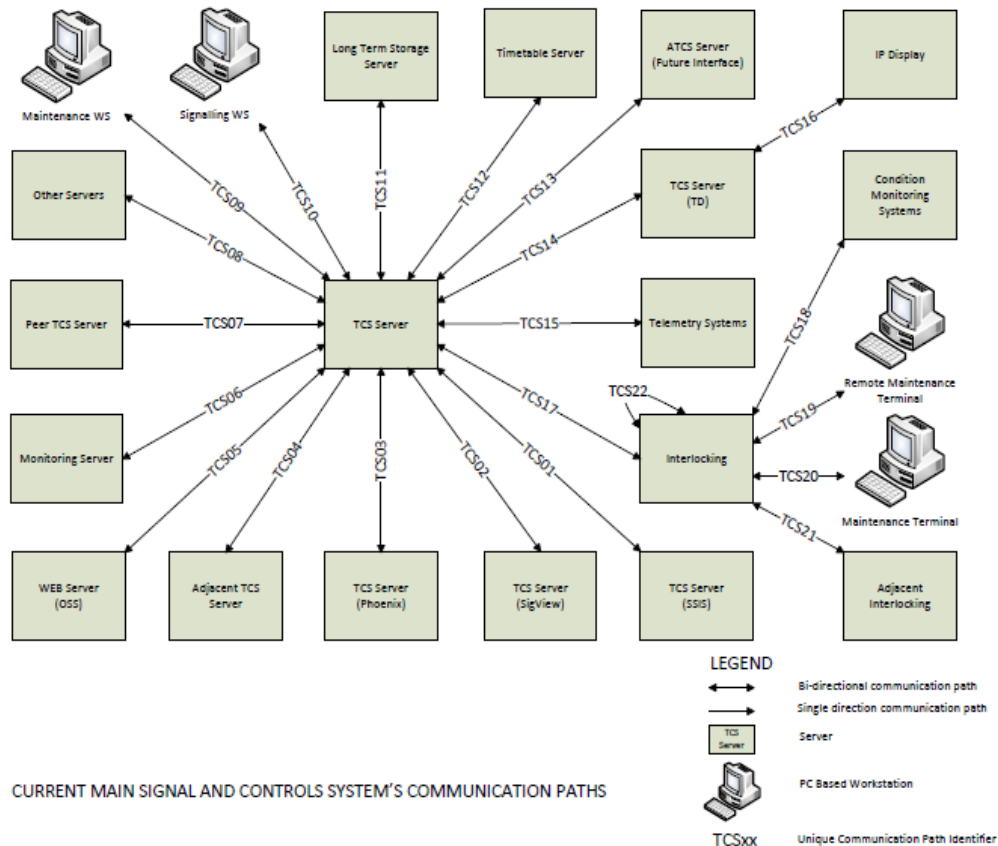 Maintenance WS
Signalling WS
Long Term Storage
Server
Timetable Server
ATCS Server
(Future Interface)
IP Display
TCS16
TCS09
TCS10
TCS11
TCS12
TCS13
Other Servers
TCS08
TCS14
TCS Server
(TD)
Condition
Monitoring
Systems
Peer TCS Server
TCS07
TCS Server
TCS15
Telemetry Systems
TCS18
Remote Maintenance
Terminal
TCS06
TCS17
TCS22
TCS19
Monitoring Server
TCS05
TCS04
TCS03
TCS02
TCS01
Interlocking
TCS20
Maintenance Terminal
TCS21
WEB Server
(OSS)
Adjacent TCS
Server
TCS Server
(Phoenix)
TCS Server
(SigView)
TCS Server
(SSIS)
Adjacent
Interlocking
LEGEND
Bi-directional communication path
Single direction communication path
TCS
Server
Server
PC Based Workstation
TCSxx
Unique Communication Path Identifier
CURRENT MAIN SIGNAL AND CONTROLS SYSTEM'S COMMUNICATION PATHS